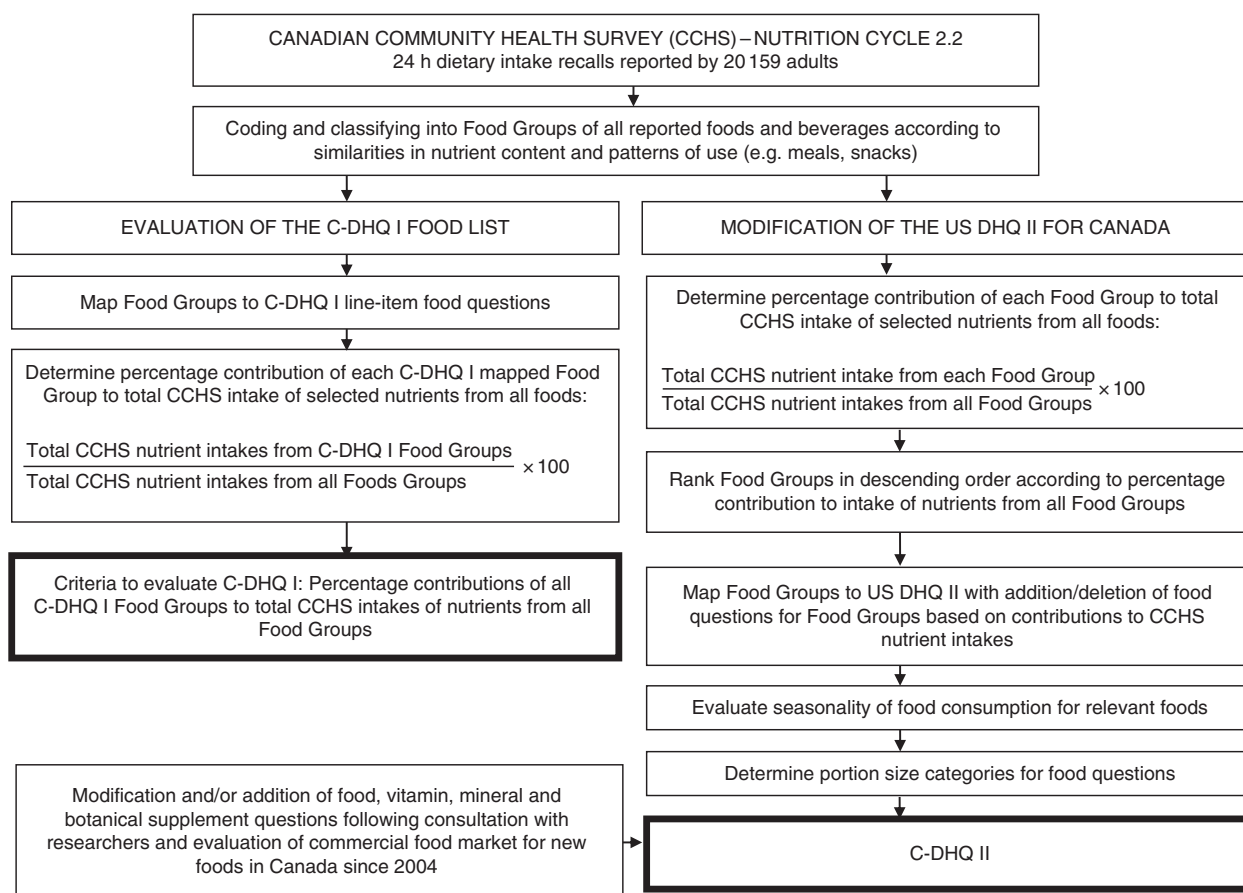 CANADIAN COMMUNITY HEALTH SURVEY (CCHS) – NUTRITION CYCLE 2.2
24 h dietary intake recalls reported by 20 159 adults
Coding and classifying into Food Groups of all reported foods and beverages according to
similarities in nutrient content and patterns of use (e.g. meals, snacks)
EVALUATION OF THE C-DHQ I FOOD LIST
Map Food Groups to C-DHQ I line-item food questions
Determine percentage contribution of each C-DHQ I mapped Food
Group to total CCHS intake of selected nutrients from all foods:
Total CCHS nutrient intakes from C-DHQ I Food Groups
× 100
Total CCHS nutrient intakes from all Foods Groups
Criteria to evaluate C-DHQ I: Percentage contributions of all
C-DHQ I Food Groups to total CCHS intakes of nutrients from all
Food Groups
MODIFICATION OF THE US DHQ II FOR CANADA
Determine percentage contribution of each Food Group to total
CCHS intake of selected nutrients from all foods:
Total CCHS nutrient intake from each Food Group
× 100
Total CCHS nutrient intakes from all Food Groups
Rank Food Groups in descending order according to percentage
contribution to intake of nutrients from all Food Groups
Map Food Groups to US DHQ II with addition/deletion of food
questions for Food Groups based on contributions to CCHS
nutrient intakes
Evaluate seasonality of food consumption for relevant foods
Determine portion size categories for food questions
Modification and/or addition of food, vitamin, mineral and
botanical supplement questions following consultation with
researchers and evaluation of commercial food market for new
foods in Canada since 2004
C-DHQ II